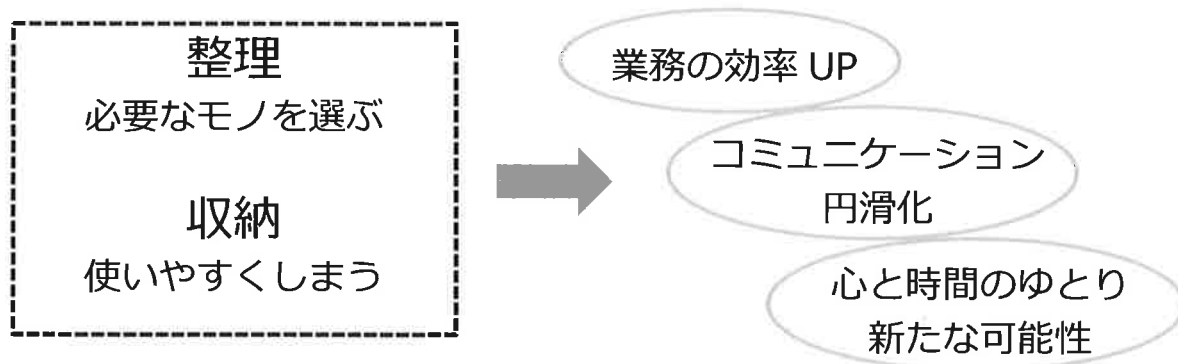 整理
必要なモノを選ぶ
収納
使いやすくしまう
業務の効率 UP
コミュニケーション
円滑化
心と時間のゆとり
新たな可能性